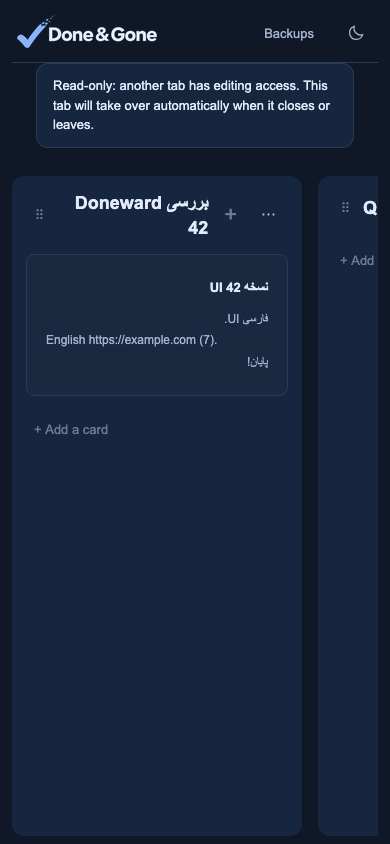 Done & Gone
Backups
Read-only: another tab has editing access. This
tab will take over automatically when it closes or
leaves.
بررسی Doneward
42
Q
نسخه 42 UI
فارسی UI.
English https://example.com (7).
پایان!
+ Add a card
+ Add